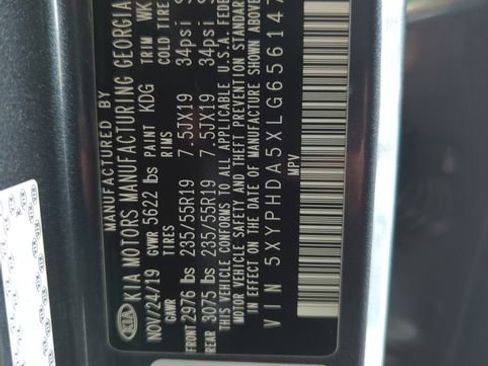 MANUFACTURED BY
KIA KIA MOTORS MANUFACTURING GEORGIA
NOV/24/19 GVWR 5622 lbs PAINT KDG TRIM WK
GAWR TIRES RIMS COLD TIRE
FRONT 2976 lbs 235/55R19 7.5JX19 34psi
REAR 3075 lbs 235/55R19 7.5JX19 34psi
THIS VEHICLE CONFORMS TO ALL APPLICABLE U.S.A. FEDE
MOTOR VEHICLE SAFETY AND THEFT PREVENTION STANDAR
IN EFFECT ON THE DATE OF MANUFACTURE SHOWN ABOVE
VIN 5XYPHDA5XLG656147
MPV